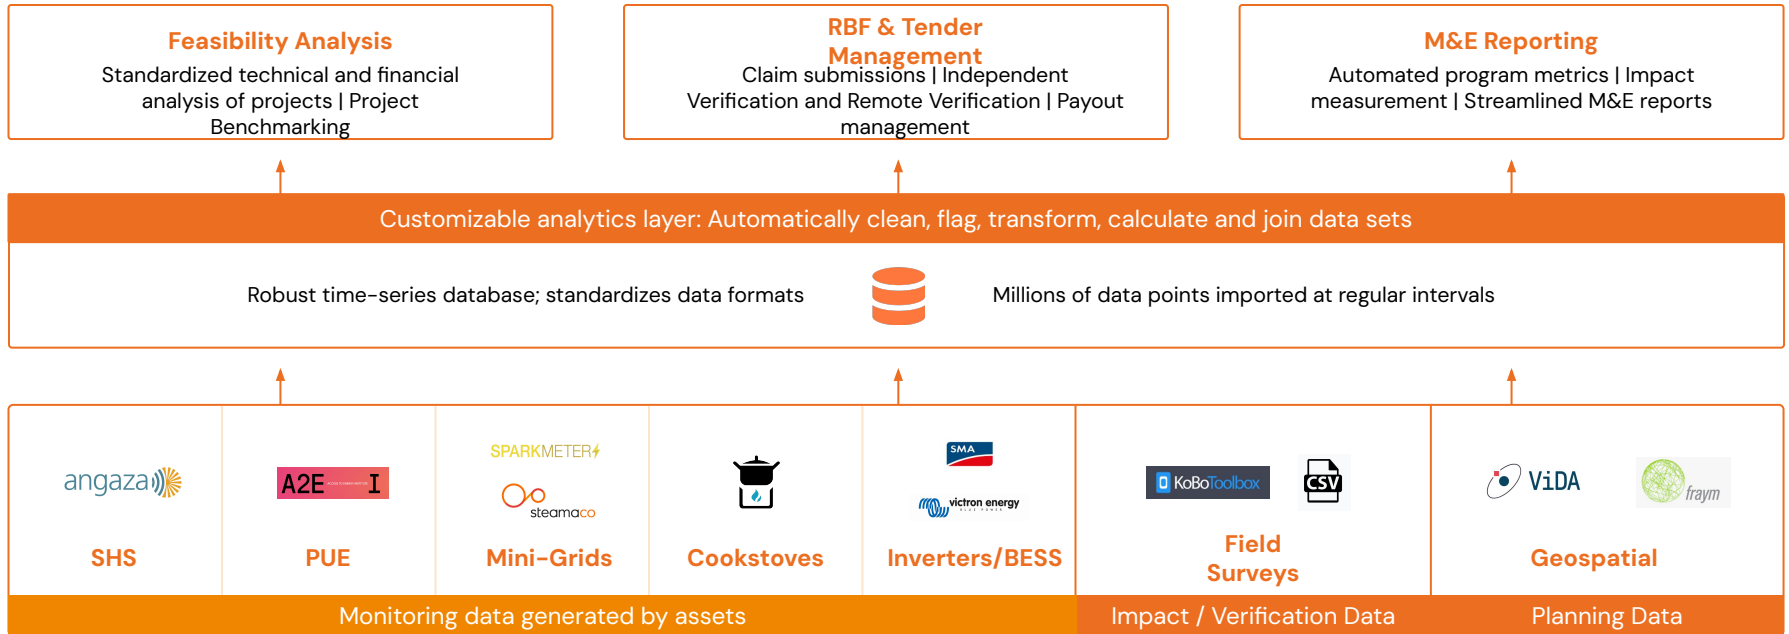 Feasibility Analysis
Standardized technical and financial
analysis of projects | Project
Benchmarking
RBF & Tender
Management
Claim submissions | Independent
Verification and Remote Verification | Payout
management
M&E Reporting
Automated program metrics | Impact
measurement | Streamlined M&E reports
Customizable analytics layer: Automatically clean, flag, transform, calculate and join data sets
Robust time-series database; standardizes data formats
Millions of data points imported at regular intervals
angaza
SHS
A2E I
PUE
SPARKMETER
steamaco
Mini-Grids
Cookstoves
SMA
victron energy
BLUE POWER
Inverters/BESS
KoBoToolbox
CSV
Field
Surveys
ViDA
fraym
Geospatial
Monitoring data generated by assets
Impact / Verification Data
Planning Data